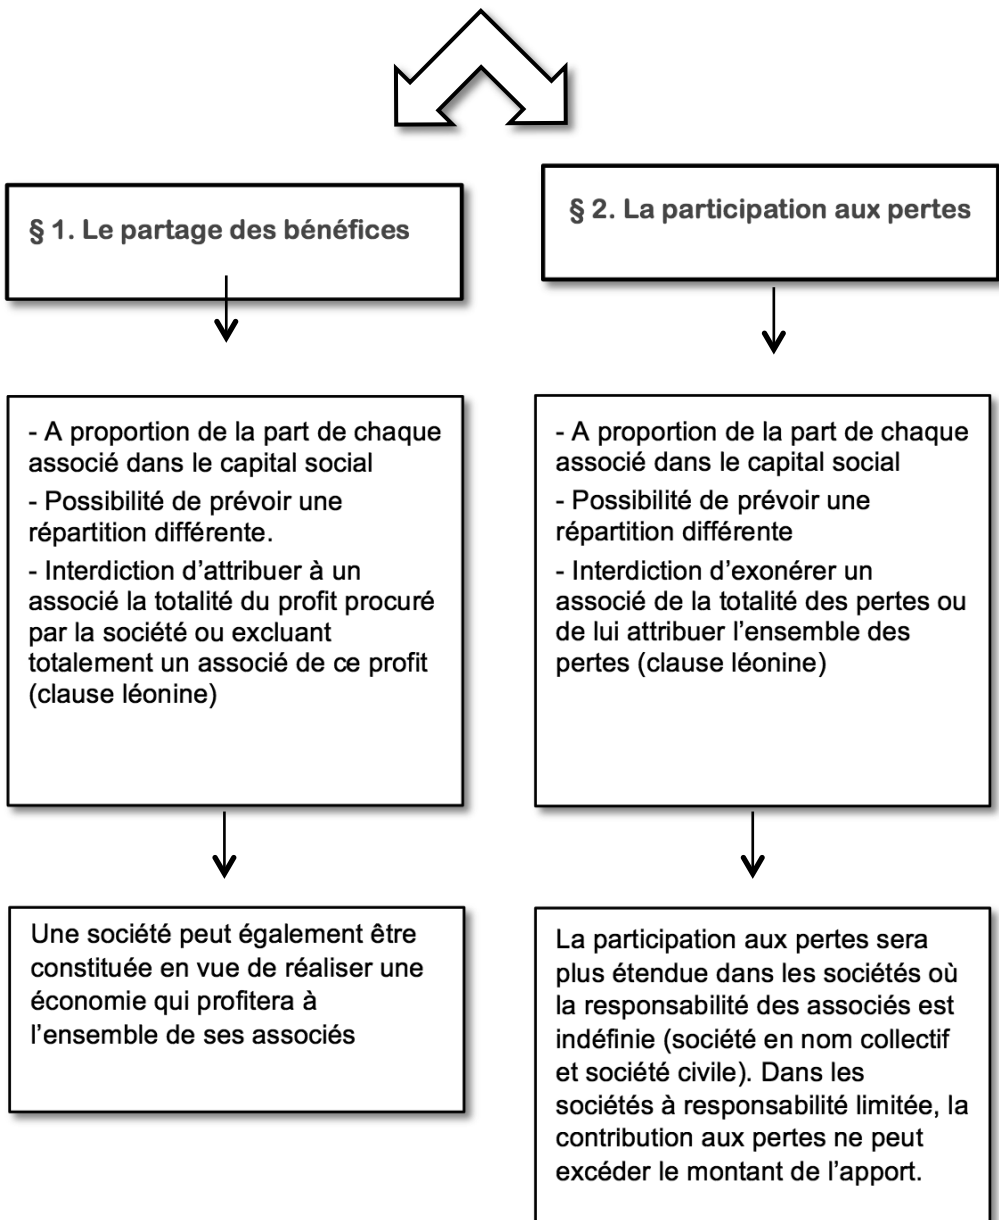 § 1. Le partage des bénéfices
- A proportion de la part de chaque
associé dans le capital social
- Possibilité de prévoir une
répartition différente.
- Interdiction d’attribuer à un
associé la totalité du profit procuré
par la société ou excluant
totalement un associé de ce profit
(clause léonine)
Une société peut également être
constituée en vue de réaliser une
économie qui profitera à
l’ensemble de ses associés
§ 2. La participation aux pertes
- A proportion de la part de chaque
associé dans le capital social
- Possibilité de prévoir une
répartition différente
- Interdiction d’exonérer un
associé de la totalité des pertes ou
de lui attribuer l’ensemble des
pertes (clause léonine)
La participation aux pertes sera
plus étendue dans les sociétés où
la responsabilité des associés est
indéfinie (société en nom collectif
et société civile). Dans les
sociétés à responsabilité limitée, la
contribution aux pertes ne peut
excéder le montant de l’apport.